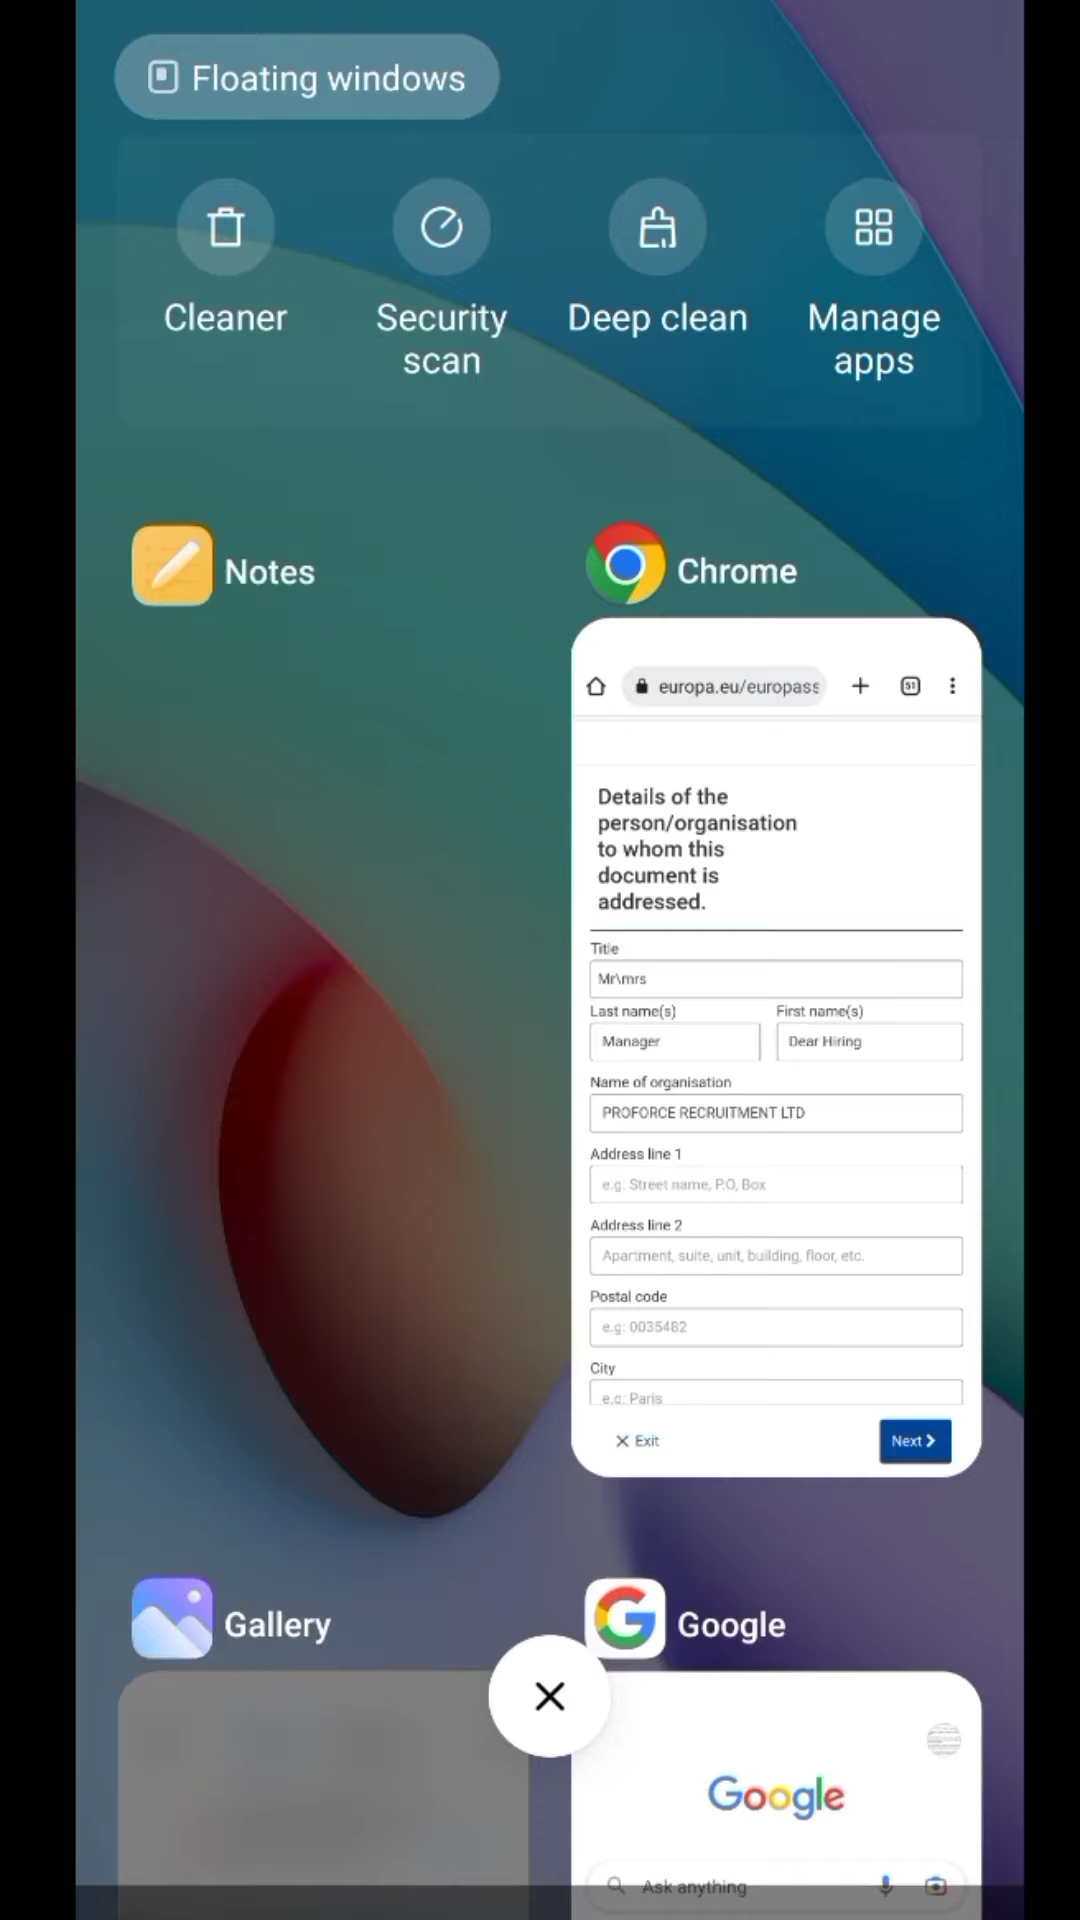 Floating windows
Cleaner
Security
scan
Deep clean
Manage
apps
Notes
Chrome
europa.eu/europass
51
Details of the
person/organisation
to whom this
document is
addressed.
Title
Mr\mrs
Last name(s)
First name(s)
Manager
Dear Hiring
Name of organisation
PROFORCE RECRUITMENT LTD
Address line 1
e.g: Street name, P.O, Box
Address line 2
Apartment, suite, unit, building, floor, etc.
Postal code
e.g: 0035482
City
e.g: Paris
Exit
Next
Gallery
Google
Google
Ask anything